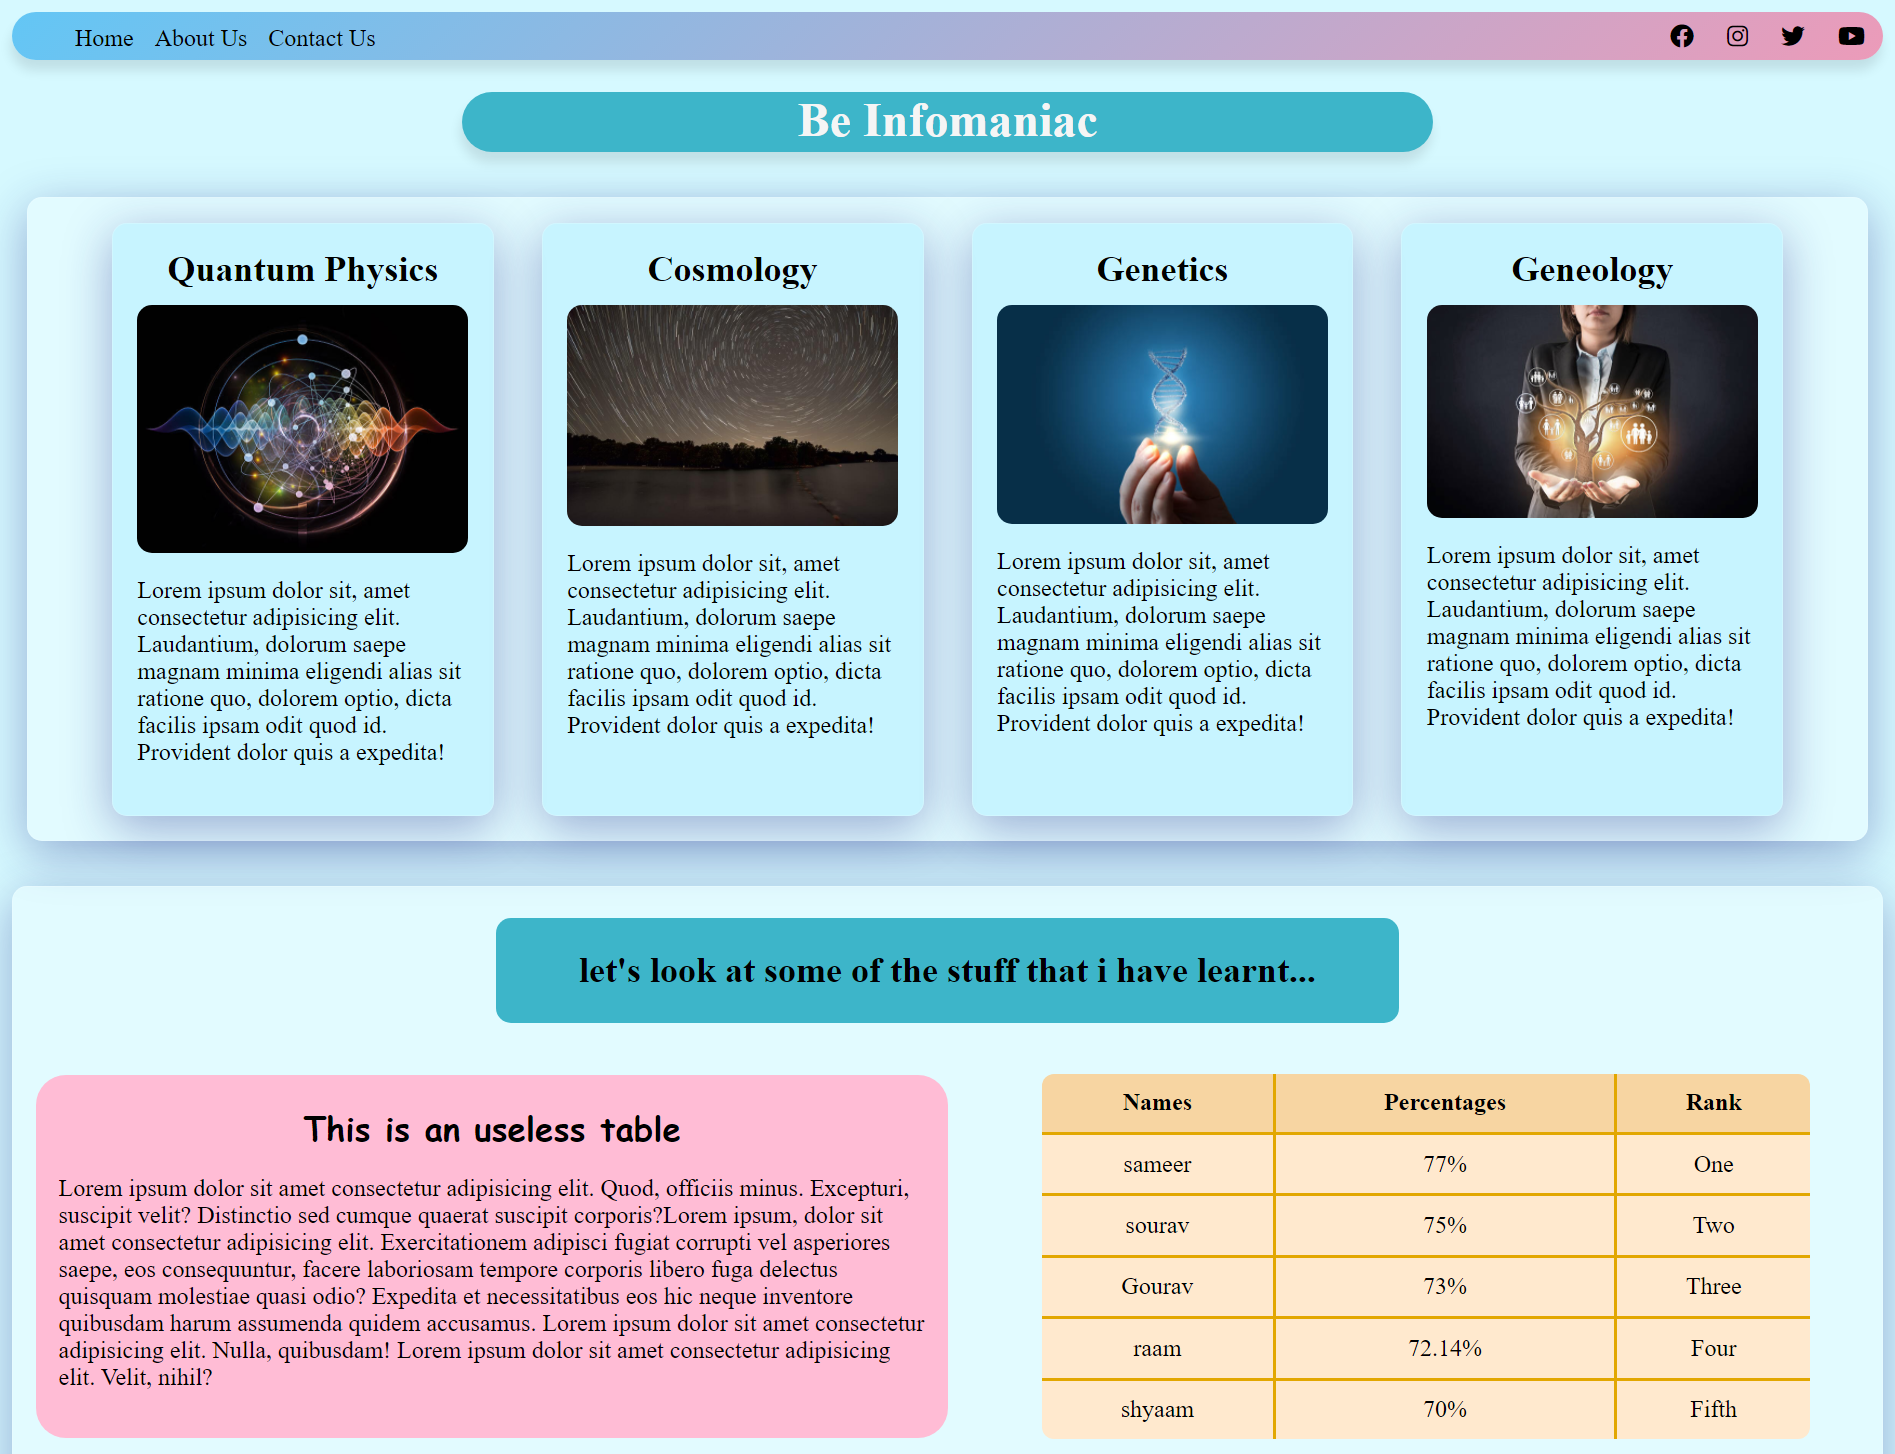 Home About Us Contact Us
Be Infomaniac
Quantum Physics
Lorem ipsum dolor sit, amet
consectetur adipisicing elit.
Laudantium, dolorum saepe
magnam minima eligendi alias sit
ratione quo, dolorem optio, dicta
facilis ipsam odit quod id.
Provident dolor quis a expedita!
Cosmology
Lorem ipsum dolor sit, amet
consectetur adipisicing elit.
Laudantium, dolorum saepe
magnam minima eligendi alias sit
ratione quo, dolorem optio, dicta
facilis ipsam odit quod id.
Provident dolor quis a expedita!
Genetics
Lorem ipsum dolor sit, amet
consectetur adipisicing elit.
Laudantium, dolorum saepe
magnam minima eligendi alias sit
ratione quo, dolorem optio, dicta
facilis ipsam odit quod id.
Provident dolor quis a expedita!
Geneology
Lorem ipsum dolor sit, amet
consectetur adipisicing elit.
Laudantium, dolorum saepe
magnam minima eligendi alias sit
ratione quo, dolorem optio, dicta
facilis ipsam odit quod id.
Provident dolor quis a expedita!
let's look at some of the stuff that i have learnt...
This is an useless table
Lorem ipsum dolor sit amet consectetur adipisicing elit. Quod, officiis minus. Excepturi,
suscipit velit? Distinctio sed cumque quaerat suscipit corporis?Lorem ipsum, dolor sit
amet consectetur adipisicing elit. Exercitationem adipisci fugiat corrupti vel asperiores
saepe, eos consequuntur, facere laboriosam tempore corporis libero fuga delectus
quisquam molestiae quasi odio? Expedita et necessitatibus eos hic neque inventore
quibusdam harum assumenda quidem accusamus. Lorem ipsum dolor sit amet consectetur
adipisicing elit. Nulla, quibusdam! Lorem ipsum dolor sit amet consectetur adipisicing
elit. Velit, nihil?
Names Percentages Rank
sameer 77% One
sourav 75% Two
Gourav 73% Three
raam 72.14% Four
shyaam 70% Fifth